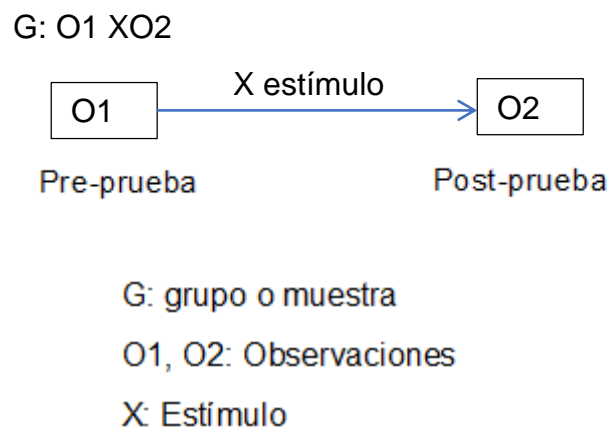 G: O1 XO2
X estímulo
O1
O2
Pre-prueba
Post-prueba
G: grupo o muestra
O1, O2: Observaciones
X: Estímulo